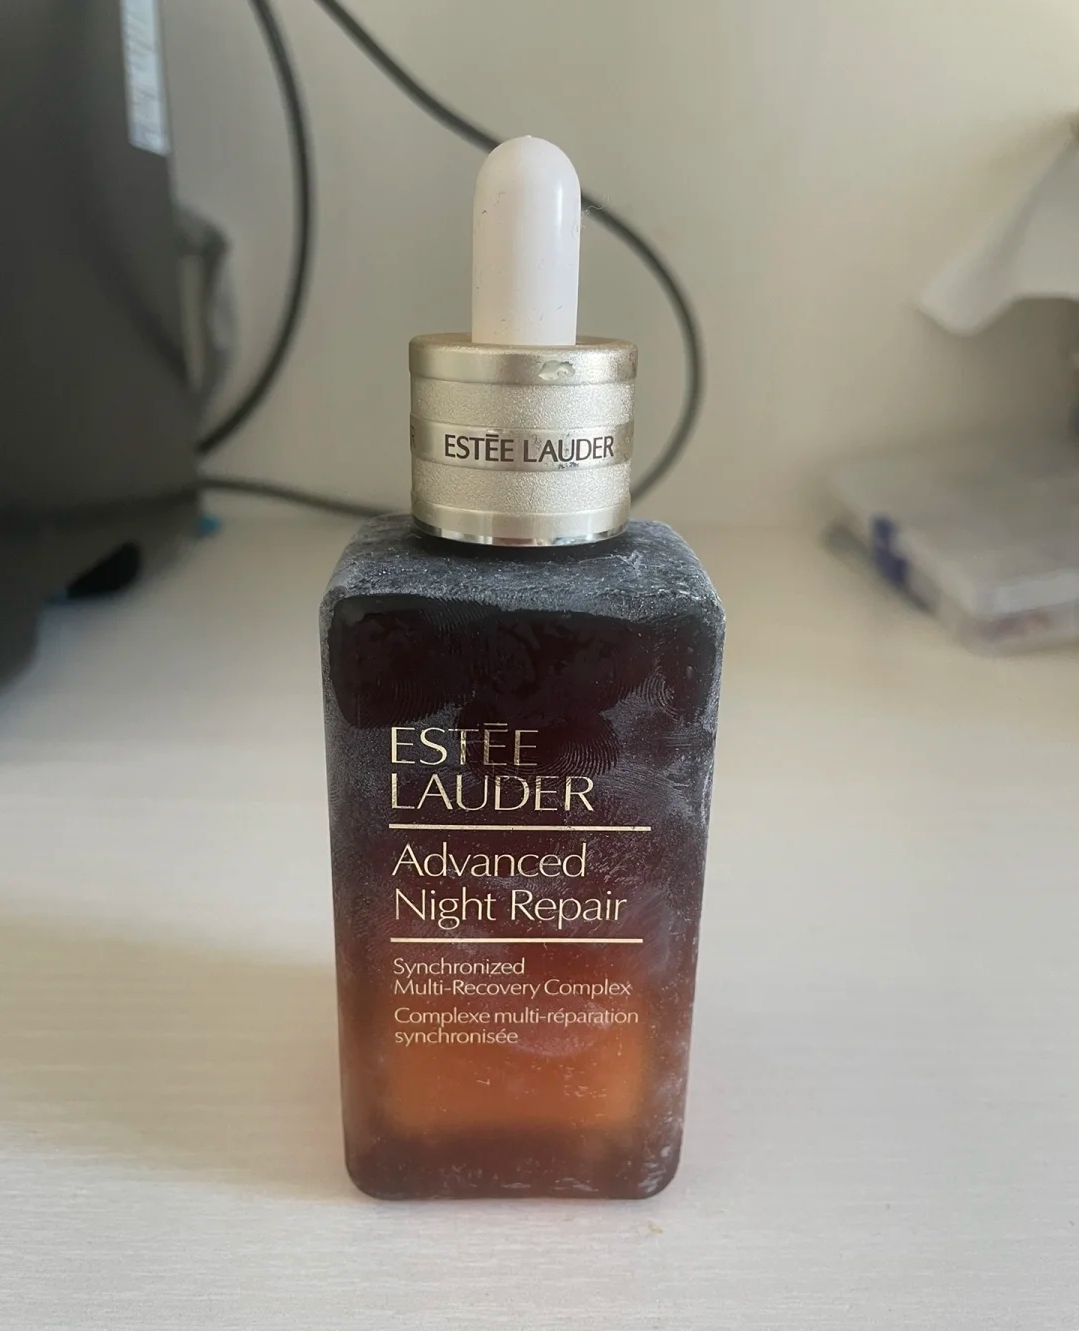 ESTĒE LAUDER
ESTĒE
LAUDER
Advanced
Night Repair
Synchronized
Multi-Recovery Complex
Complexe multi-réparation
synchronisée